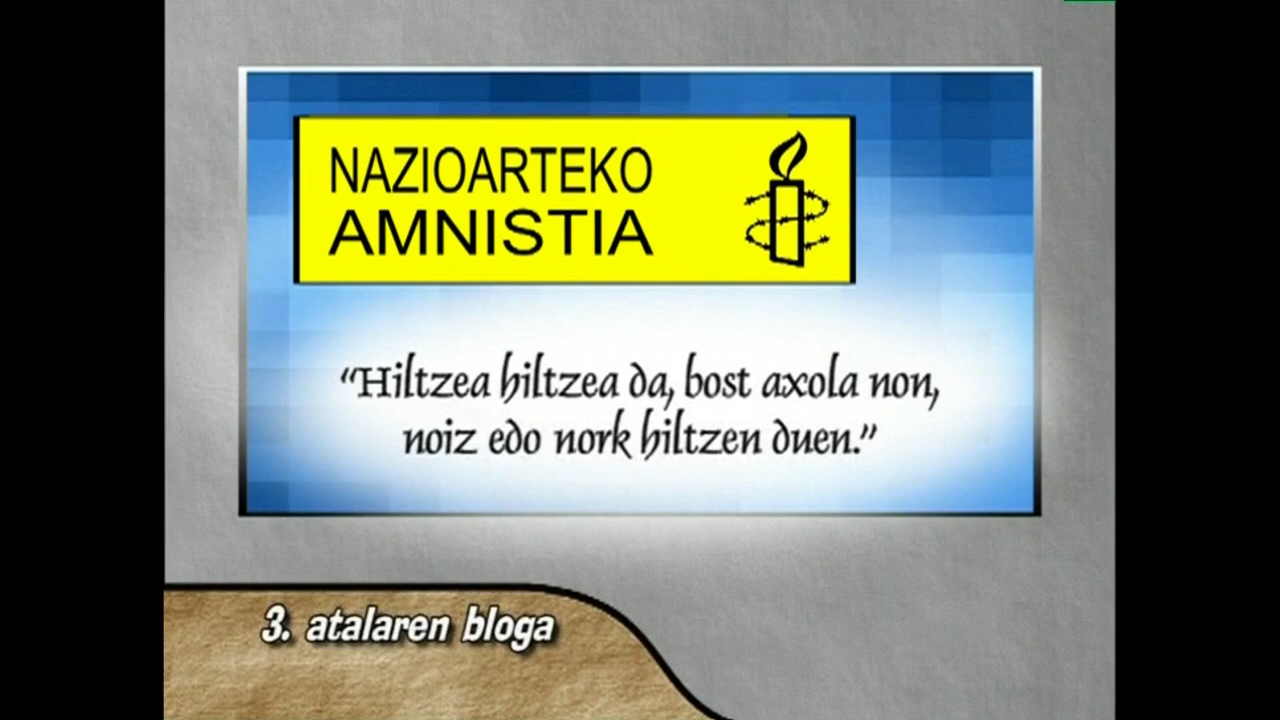 NAZIOARTEKO
AMNISTIA
“Hiltzea hiltzea da, bost axola non,
noiz edo nork hiltzen duen.”
3. atalaren bloga